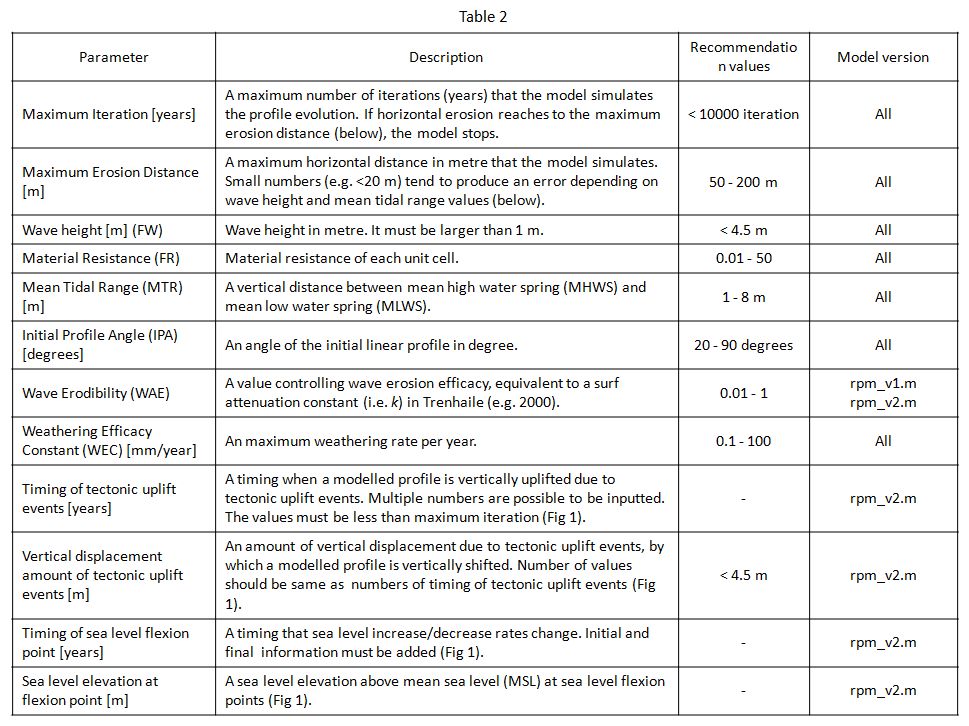 Table 2
Parameter
Description
Recommendatio
n values
Model version
Maximum Iteration [years]
A maximum number of iterations (years) that the model simulates
the profile evolution. If horizontal erosion reaches to the maximum
erosion distance (below), the model stops.
< 10000 iteration
All
Maximum Erosion Distance
[m]
A maximum horizontal distance in metre that the model simulates.
Small numbers (e.g. <20 m) tend to produce an error depending on
wave height and mean tidal range values (below).
50 - 200 m
All
Wave height [m] (FW)
Wave height in metre. It must be larger than 1 m.
< 4.5 m
All
Material Resistance (FR)
Material resistance of each unit cell.
0.01 - 50
All
Mean Tidal Range (MTR)
[m]
A vertical distance between mean high water spring (MHWS) and
mean low water spring (MLWS).
1 - 8 m
All
Initial Profile Angle (IPA)
[degrees]
An angle of the initial linear profile in degree.
20 - 90 degrees
All
Wave Erodibility (WAE)
A value controlling wave erosion efficacy, equivalent to a surf
attenuation constant (i.e. k) in Trenhaile (e.g. 2000).
0.01 - 1
rpm_v1.m
rpm_v2.m
Weathering Efficacy
Constant (WEC) [mm/year]
An maximum weathering rate per year.
0.1 - 100
All
Timing of tectonic uplift
events [years]
A timing when a modelled profile is vertically uplifted due to
tectonic uplift events. Multiple numbers are possible to be inputted.
The values must be less than maximum iteration (Fig 1).
-
rpm_v2.m
Vertical displacement
amount of tectonic uplift
events [m]
An amount of vertical displacement due to tectonic uplift events, by
which a modelled profile is vertically shifted. Number of values
should be same as numbers of timing of tectonic uplift events (Fig
1).
< 4.5 m
rpm_v2.m
Timing of sea level flexion
point [years]
A timing that sea level increase/decrease rates change. Initial and
final information must be added (Fig 1).
-
rpm_v2.m
Sea level elevation at
flexion point [m]
A sea level elevation above mean sea level (MSL) at sea level flexion
points (Fig 1).
-
rpm_v2.m